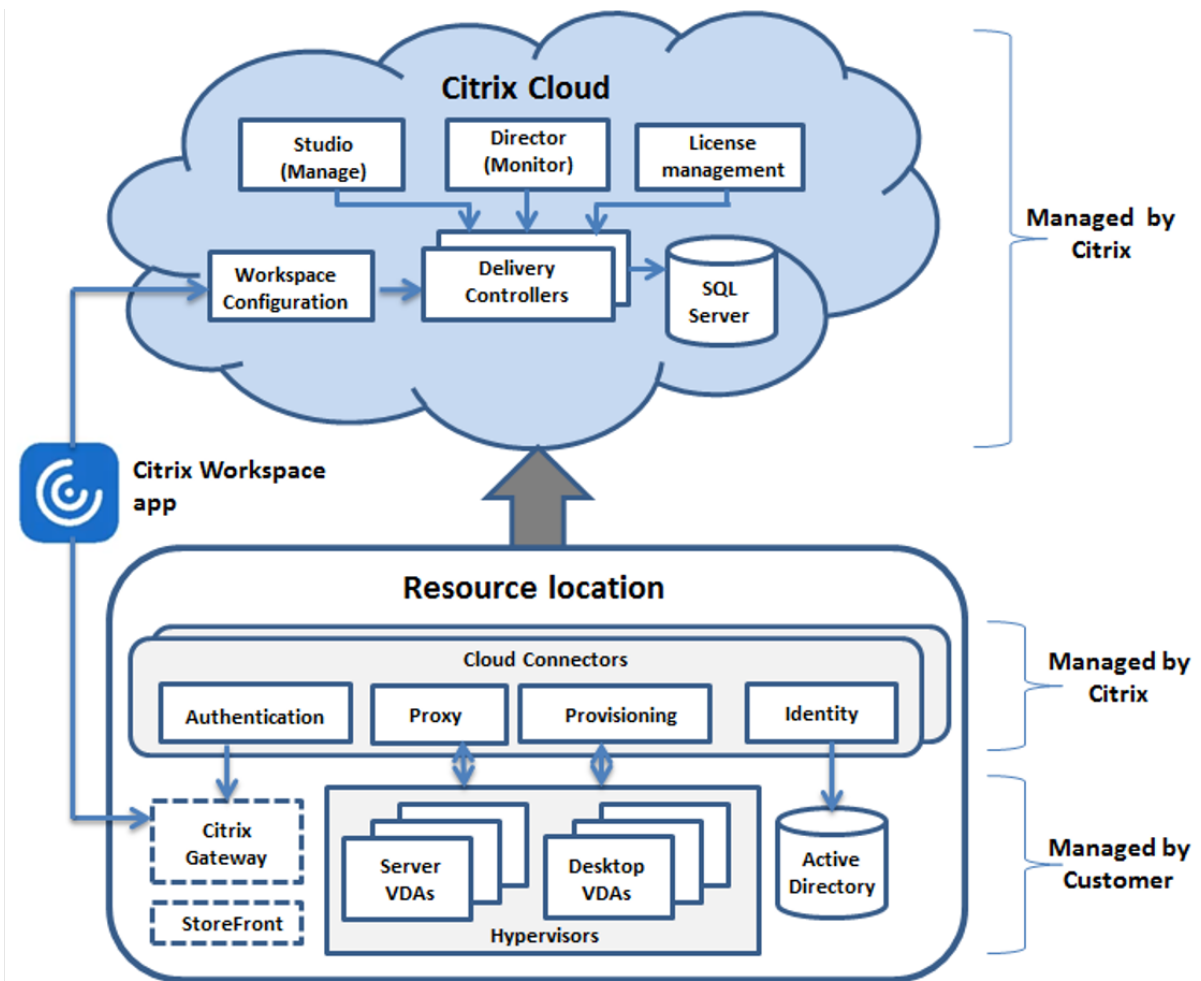 Citrix Cloud
Studio
(Manage)
Director
(Monitor)
License
management
Managed by
Citrix
Workspace
Configuration
Delivery
Controllers
SQL
Server
Citrix Workspace
app
Resource location
Cloud Connectors
Authentication
Proxy
Provisioning
Identity
Managed by
Citrix
Citrix
Gateway
StoreFront
Server
VDAs
Desktop
VDAs
Hypervisors
Active
Directory
Managed by
Customer